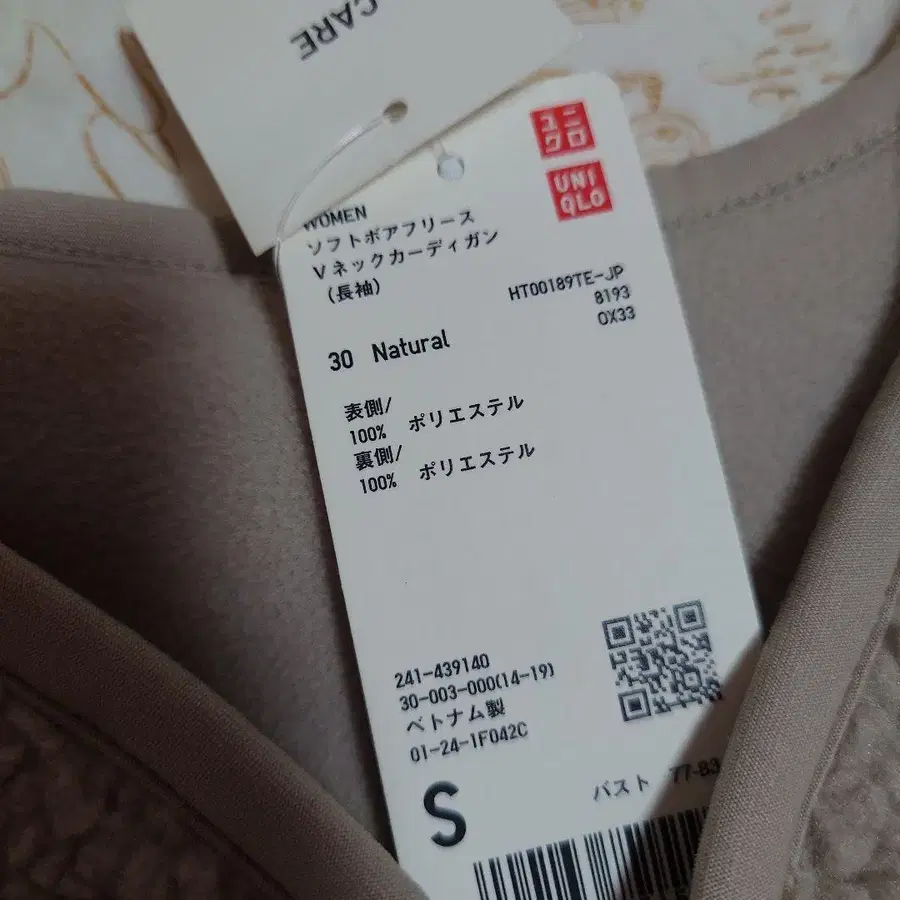 CARE
ユニ
クロ
UNI
QLO
WOMEN
ソフトボアフリース
Vネックカーディガン
(長袖)
HT00189TE-JP
8193
OX33
30 Natural
表側/
100% ポリエステル
裏側/
100% ポリエステル
241-439140
30-003-000(14-19)
ベトナム製
01-24-1F042C
S
バスト 77-83